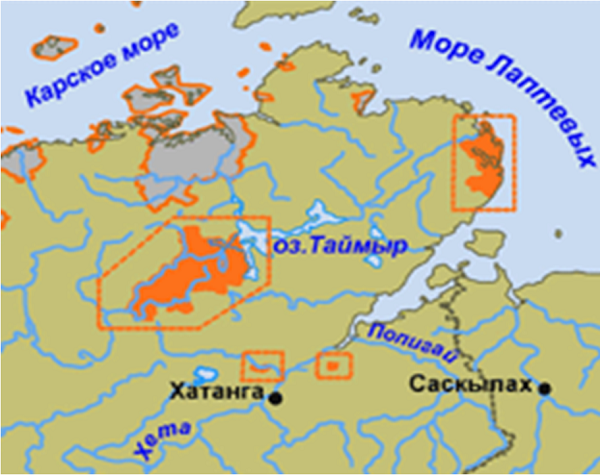 Карское море
Море Лаптевых
оз.Таймыр
Попигай
Саскылах
Хатанга
Хета